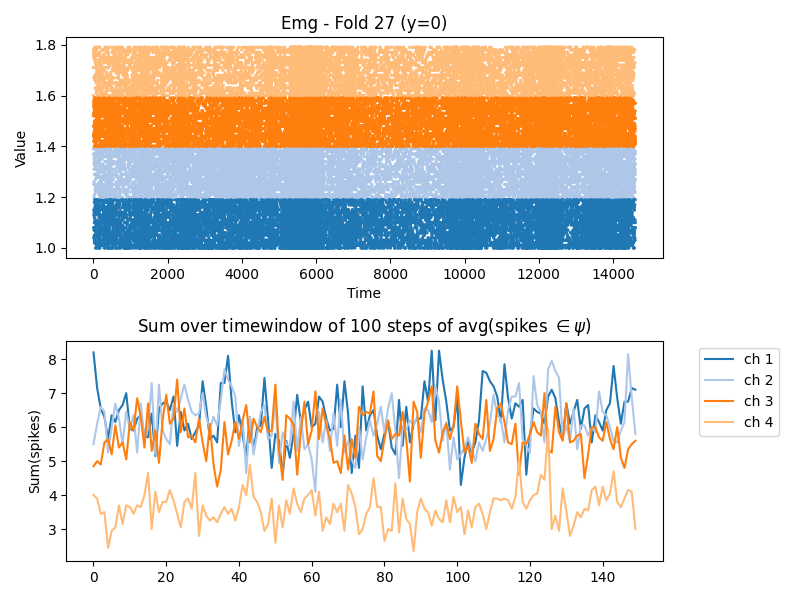 Emg - Fold 27 (y=0)
Value
1.8
1.6
1.4
1.2
1.0
0 2000 4000 6000 8000 10000 12000 14000
Time
Sum over timewindow of 100 steps of avg(spikes ∈ ψ)
Sum(spikes)
8
7
6
5
4
3
0 20 40 60 80 100 120 140
ch 1
ch 2
ch 3
ch 4